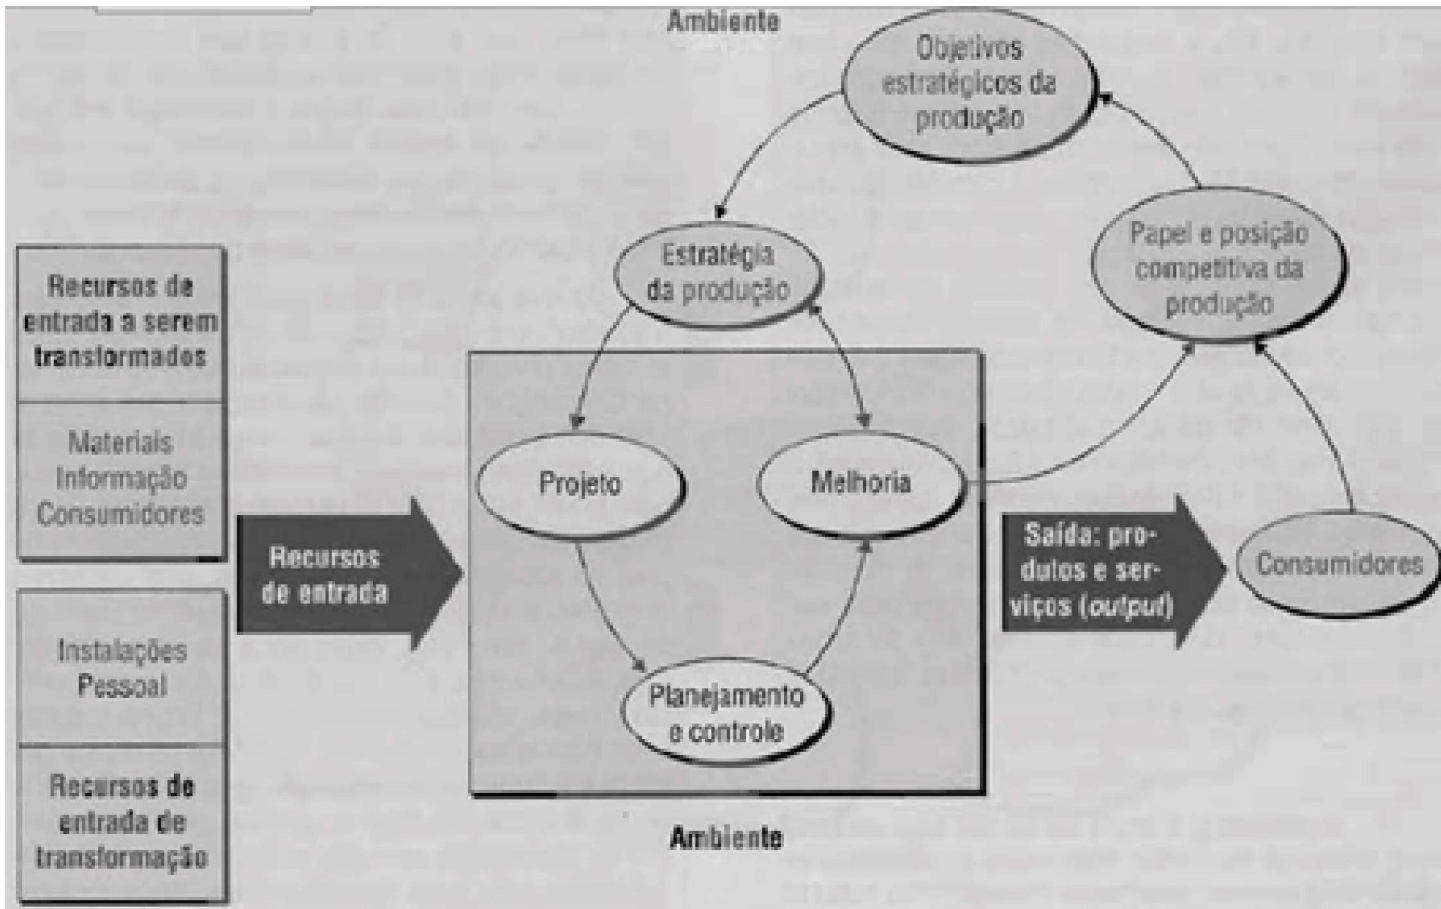 Ambiente
Objetivos
estratégicos da
produção
Papel e posição
competitiva da
produção
Estratégia
da produção
Recursos de
entrada a serem
transformados
Materiais
Informação
Consumidores
Projeto
Melhoria
Recursos
de entrada
Saída: pro-
dutos e ser-
viços (output)
Consumidores
Instalações
Pessoal
Planejamento
e controle
Recursos de
entrada de
transformação
Ambiente